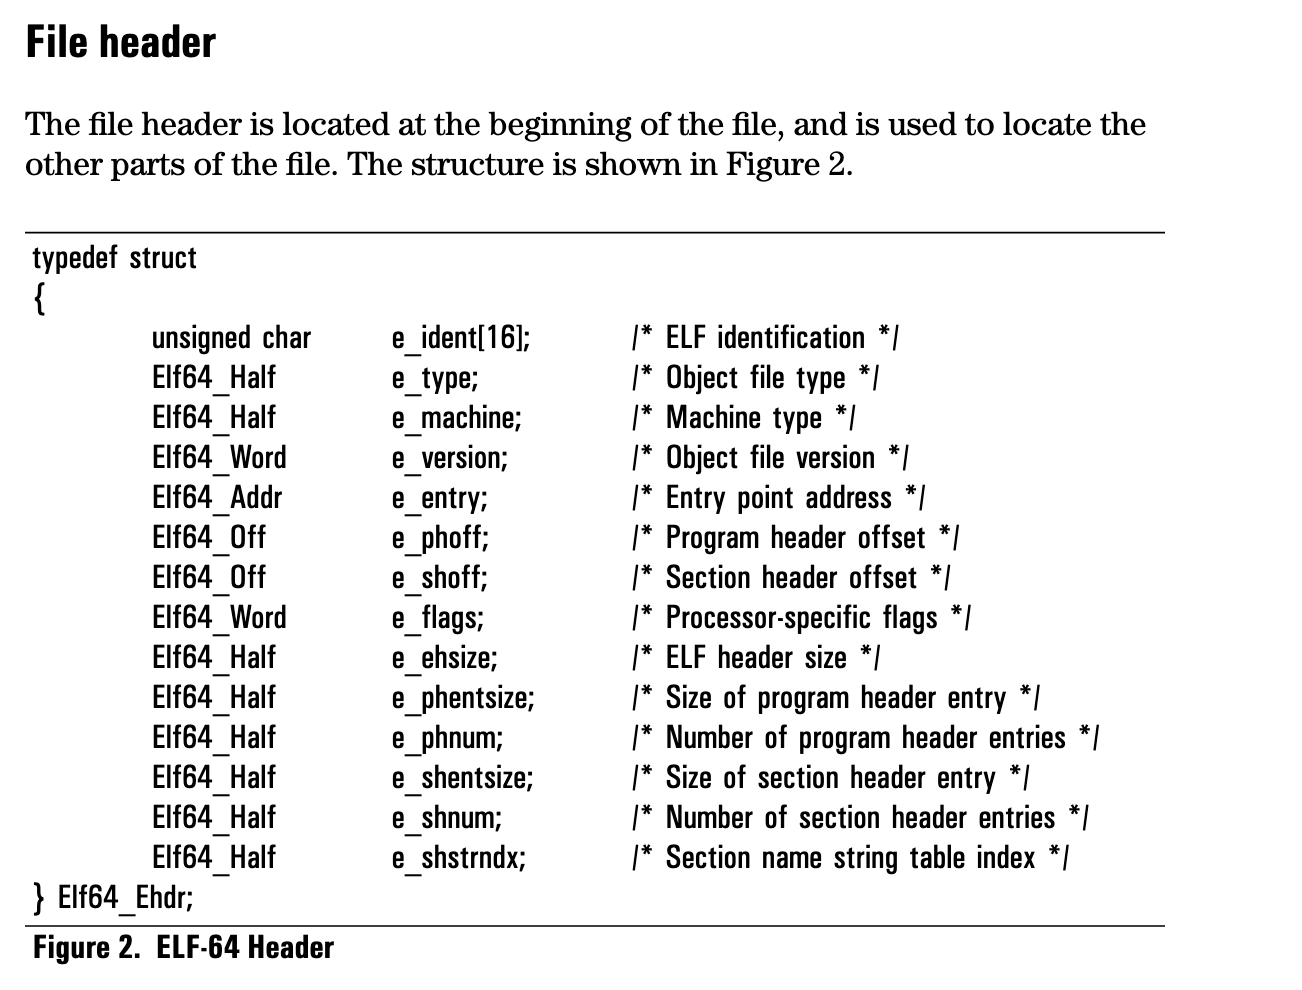 File header
The file header is located at the beginning of the file, and is used to locate the
other parts of the file. The structure is shown in Figure 2.
typedef struct
{
unsigned char e_ident[16]; /* ELF identification */
Elf64_Half e_type; /* Object file type */
Elf64_Half e_machine; /* Machine type */
Elf64_Word e_version; /* Object file version */
Elf64_Addr e_entry; /* Entry point address */
Elf64_Off e_phoff; /* Program header offset */
Elf64_Off e_shoff; /* Section header offset */
Elf64_Word e_flags; /* Processor-specific flags */
Elf64_Half e_ehsize; /* ELF header size */
Elf64_Half e_phentsize; /* Size of program header entry */
Elf64_Half e_phnum; /* Number of program header entries */
Elf64_Half e_shentsize; /* Size of section header entry */
Elf64_Half e_shnum; /* Number of section header entries */
Elf64_Half e_shstrndx; /* Section name string table index */
} Elf64_Ehdr;
Figure 2. ELF-64 Header